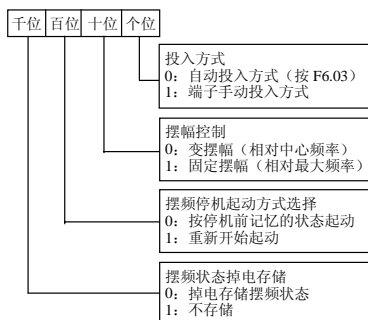 千位 百位 十位 个位
投入方式
0：自动投入方式（按 F6.03）
1：端子手动投入方式
摆幅控制
0：变摆幅（相对中心频率）
1：固定摆幅（相对最大频率）
摆频停机起动方式选择
0：按停机前记忆的状态起动
1：重新开始起动
摆频状态掉电存储
0：掉电存储摆频状态
1：不存储